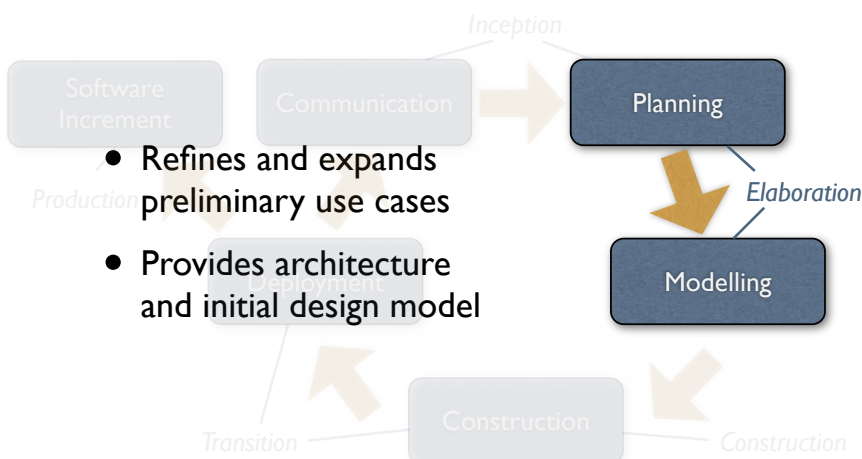 Inception
Software
Increment
Communication
Planning
• Refines and expands
preliminary use cases
Production
Elaboration
• Provides architecture
and initial design model
Deployment
Modelling
Construction
Transition
Construction